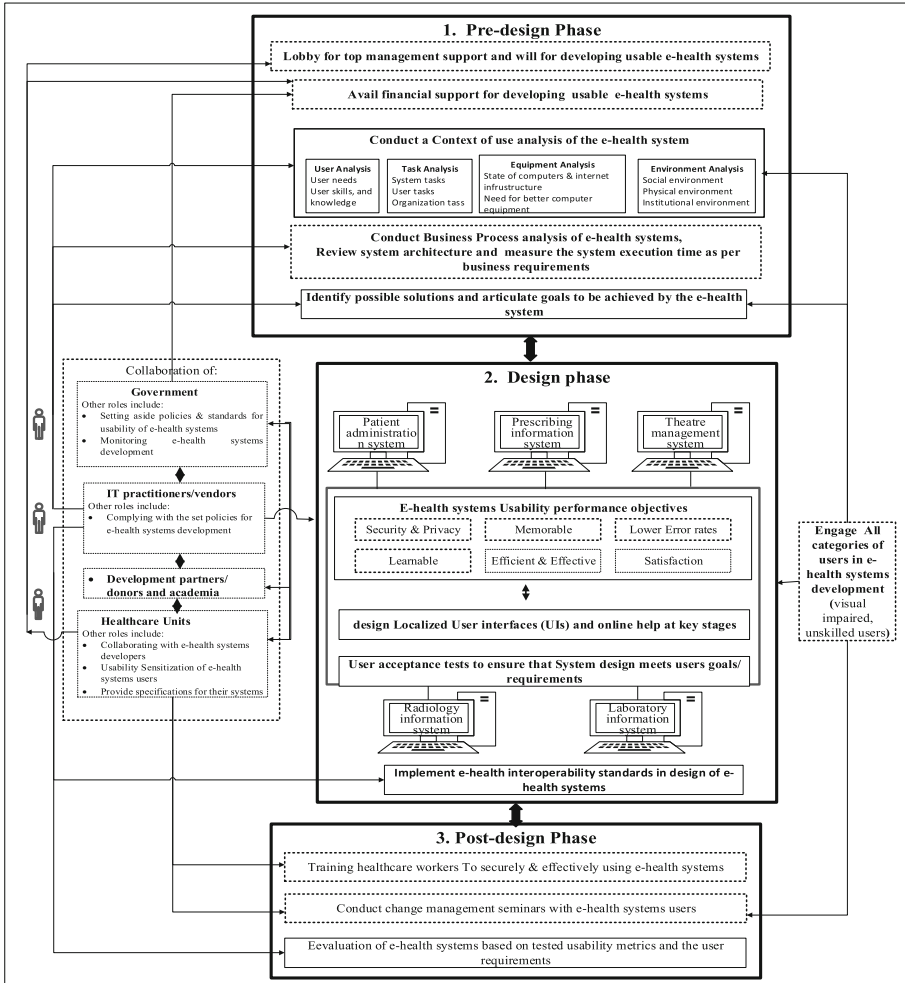 1. Pre-design Phase
Lobby for top management support and will for developing usable e-health systems
Avail financial support for developing usable e-health systems
Conduct a Context of use analysis of the e-health system
User Analysis
User needs
User skills, and
knowledge
Task Analysis
System tasks
User tasks
Organization tass
Equipment Analysis
State of computers & internet
infrustructure
Need for better computer
equipment
Environment Analysis
Social environment
Physical environment
Institutional environment
Conduct Business Process analysis of e-health systems,
Review system architecture and measure the system execution time as per
business requirements
Identify possible solutions and articulate goals to be achieved by the e-health
system
Collaboration of:
Government
Other roles include:
• Setting aside policies & standards for
usability of e-health systems
• Monitoring e-health systems
development
IT practitioners/vendors
Other roles include:
• Complying with the set policies for
e-health systems development
• Development partners/
donors and academia
Healthcare Units
Other roles include:
• Collaborating with e-health systems
developers
• Usability Sensitization of e-health
systems users
• Provide specifications for their systems
2. Design phase
Patient
administratio
n system
Prescribing
information
system
Theatre
management
system
E-health systems Usability performance objectives
Security & Privacy
Memorable
Lower Error rates
Learnable
Efficient & Effective
Satisfaction
design Localized User interfaces (UIs) and online help at key stages
User acceptance tests to ensure that System design meets users goals/
requirements
Radiology
information
system
Laboratory
information
system
Implement e-health interoperability standards in design of e-
health systems
Engage All
categories of
users in e-
health systems
development
(visual
impaired,
unskilled users)
3. Post-design Phase
Training healthcare workers To securely & effectively using e-health systems
Conduct change management seminars with e-health systems users
Eevaluation of e-health systems based on tested usability metrics and the user
requirements